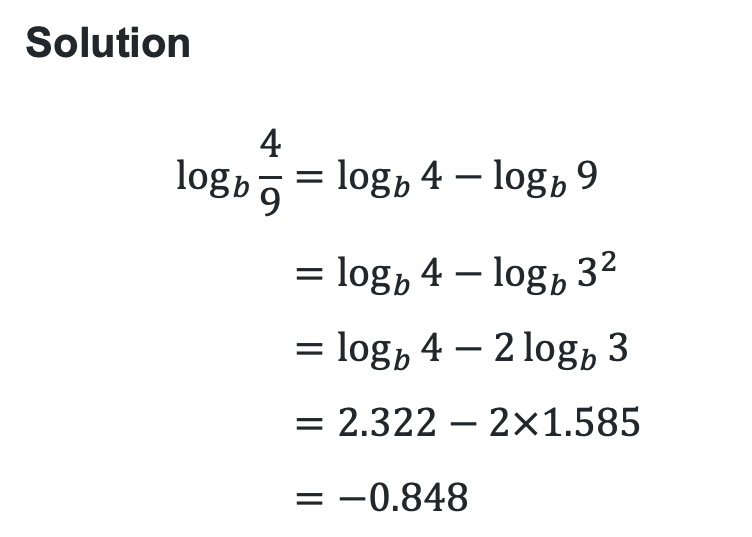 Solution
log_b 4/9 = log_b 4 − log_b 9
= log_b 4 − log_b 3²
= log_b 4 − 2 log_b 3
= 2.322 − 2×1.585
= −0.848